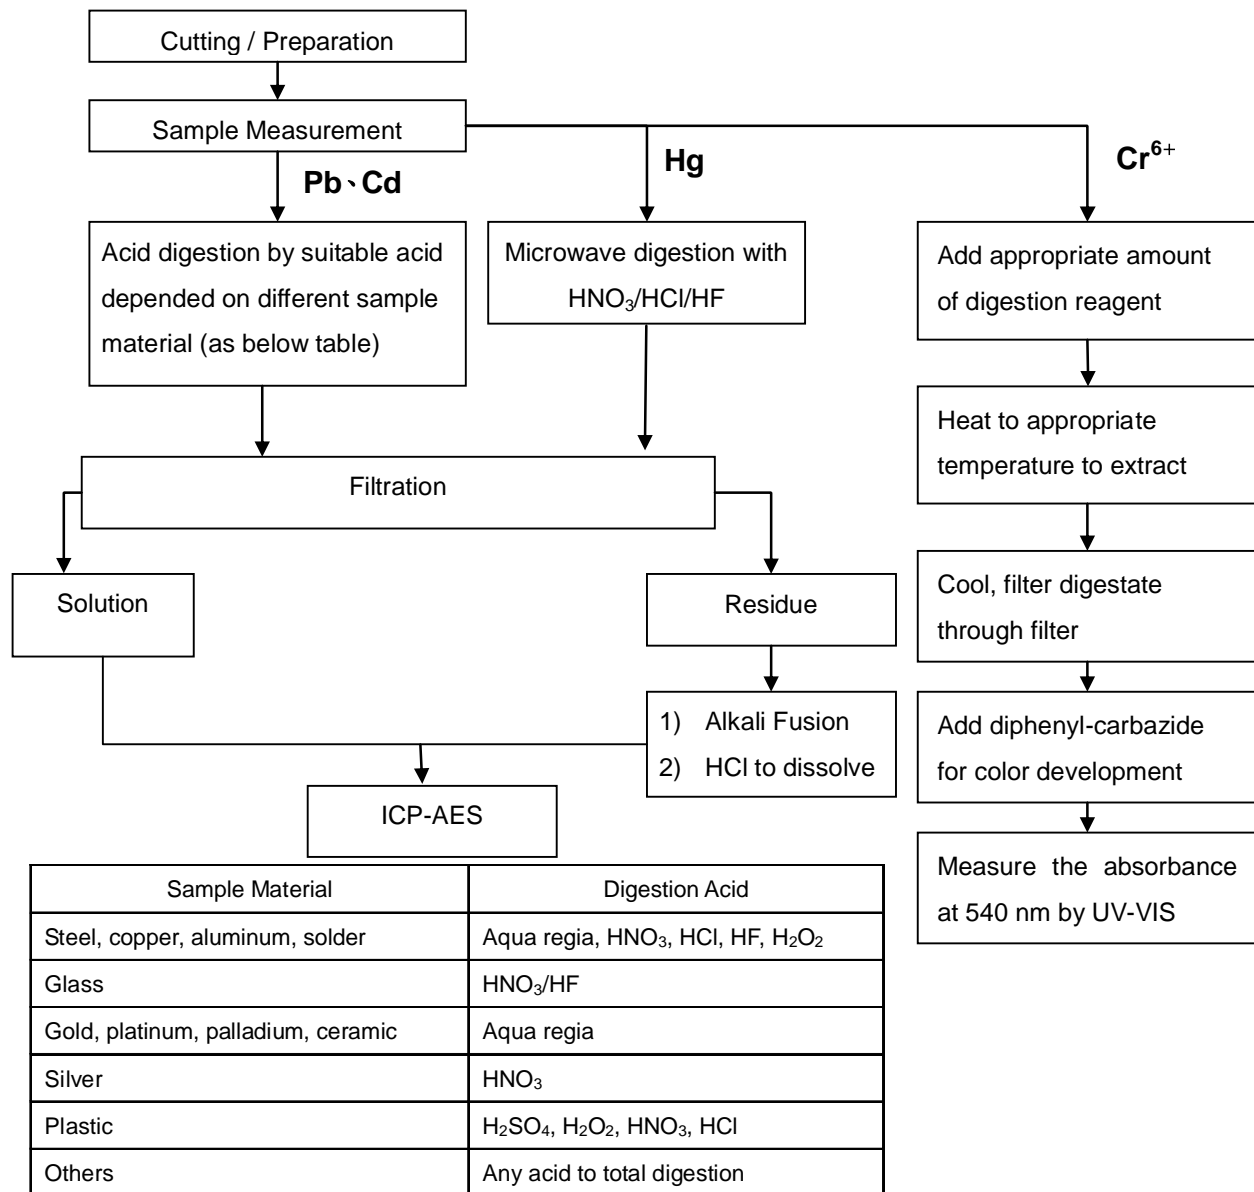 Cutting / Preparation
Sample Measurement
Pb、Cd
Hg
Cr⁶⁺
Acid digestion by suitable acid
depended on different sample
material (as below table)
Microwave digestion with
HNO₃/HCl/HF
Add appropriate amount
of digestion reagent
Heat to appropriate
temperature to extract
Filtration
Solution
Residue
Cool, filter digestate
through filter
1) Alkali Fusion
2) HCl to dissolve
Add diphenyl-carbazide
for color development
ICP-AES
Measure the absorbance
at 540 nm by UV-VIS
Sample Material
Digestion Acid
Steel, copper, aluminum, solder
Aqua regia, HNO₃, HCl, HF, H₂O₂
Glass
HNO₃/HF
Gold, platinum, palladium, ceramic
Aqua regia
Silver
HNO₃
Plastic
H₂SO₄, H₂O₂, HNO₃, HCl
Others
Any acid to total digestion